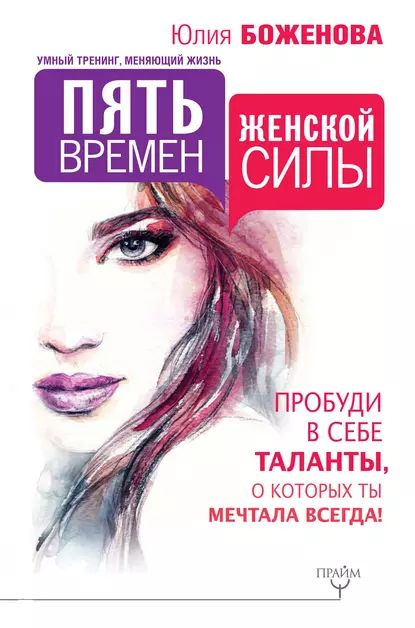 Юлия БОЖЕНОВА
УМНЫЙ ТРЕНИНГ, МЕНЯЮЩИЙ ЖИЗНЬ
ПЯТЬ
ВРЕМЕН
ЖЕНСКОЙ
СИЛЫ
ПРОБУДИ
В СЕБЕ
ТАЛАНТЫ,
О КОТОРЫХ ТЫ
МЕЧТАЛА ВСЕГДА!
ПРАЙМ